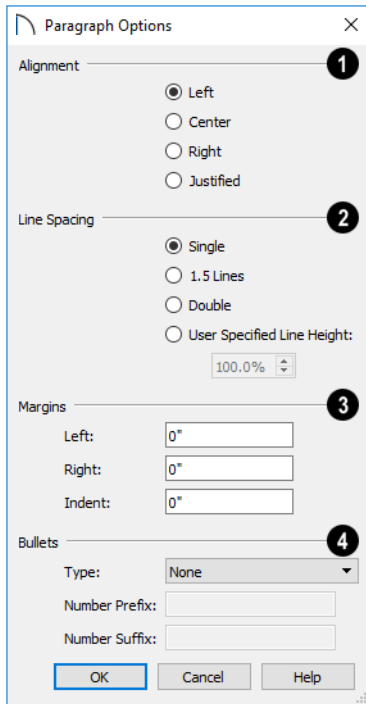 Paragraph Options
Alignment 1
Left
Center
Right
Justified
Line Spacing 2
Single
1.5 Lines
Double
User Specified Line Height:
100.0%
Margins 3
Left: 0"
Right: 0"
Indent: 0"
Bullets 4
Type: None
Number Prefix:
Number Suffix:
OK Cancel Help